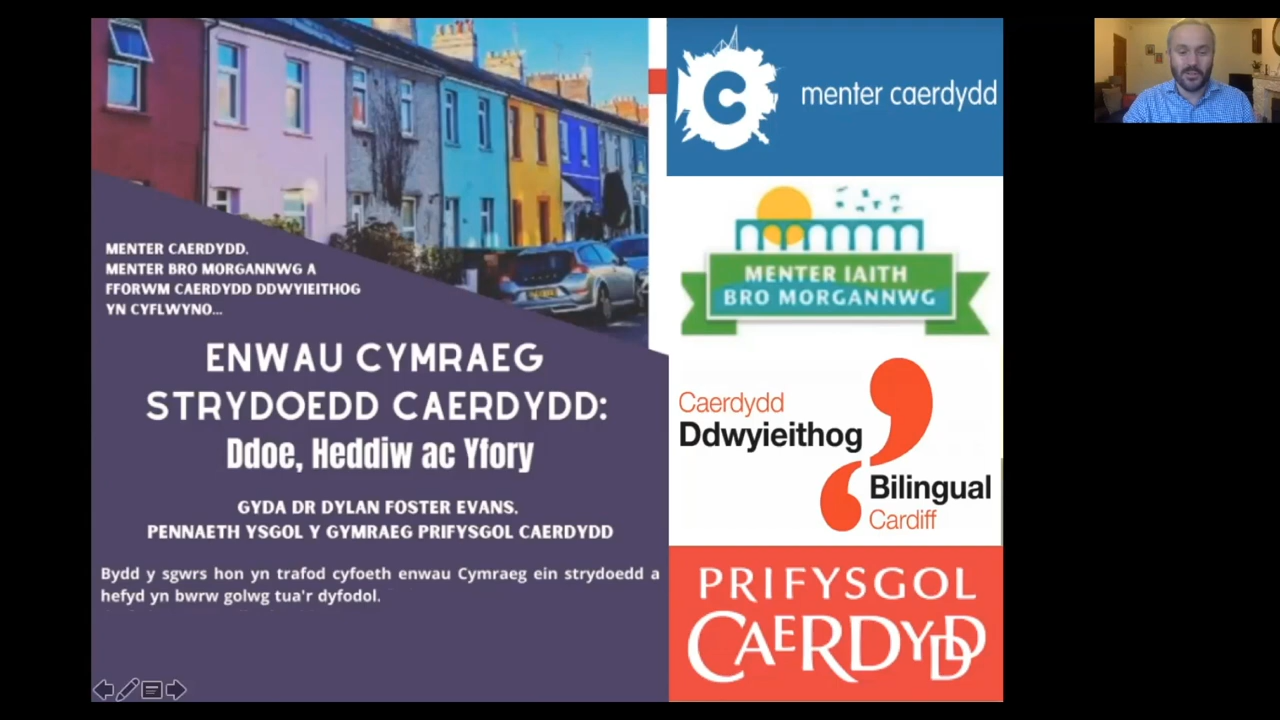 MENTER CAERDYDD.
MENTER BRO MORGANNWG A
FFORWM CAERDYDD DDWYIEITHOG
YN CYFLWYNO...
ENWAU CYMRAEG
STRYDOEDD CAERDYDD:
Ddoe, Heddiw ac Yfory
GYDA DR DYLAN FOSTER EVANS.
PENNAETH YSGOL Y GYMRAEG PRIFYSGOL CAERDYDD
Bydd y sgwrs hon yn trafod cyfoeth enwau Cymraeg ein strydoedd a
hefyd yn bwrw golwg tua'r dyfodol.
c
menter caerdydd
MENTER IAITH
BRO MORGANNWG
Caerdydd
Ddwyieithog
Bilingual
Cardiff
PRIFYSGOL
CAERDYDD